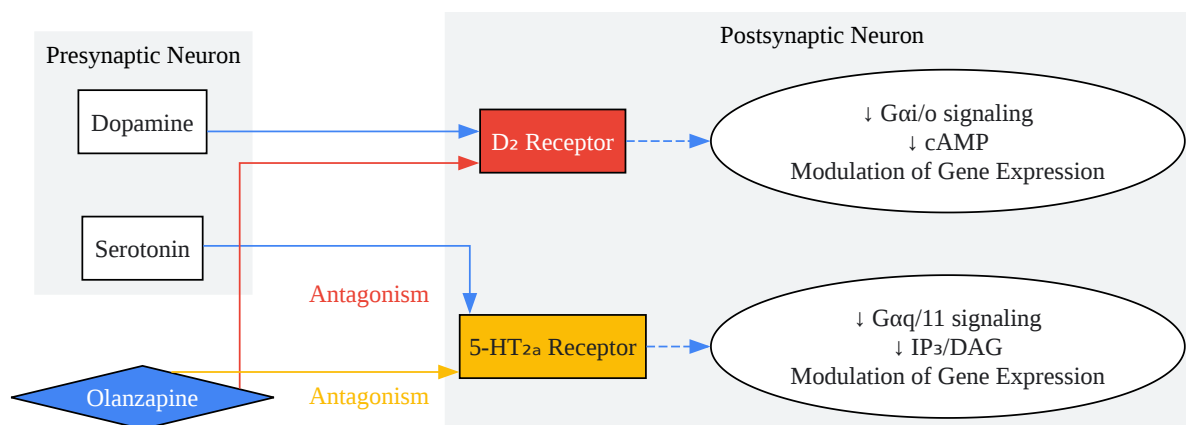 Presynaptic Neuron
Dopamine
Serotonin
Olanzapine
Antagonism
Antagonism
Postsynaptic Neuron
D₂ Receptor
5-HT₂ₐ Receptor
↓ Gαi/o signaling
↓ cAMP
Modulation of Gene Expression
↓ Gαq/11 signaling
↓ IP₃/DAG
Modulation of Gene Expression